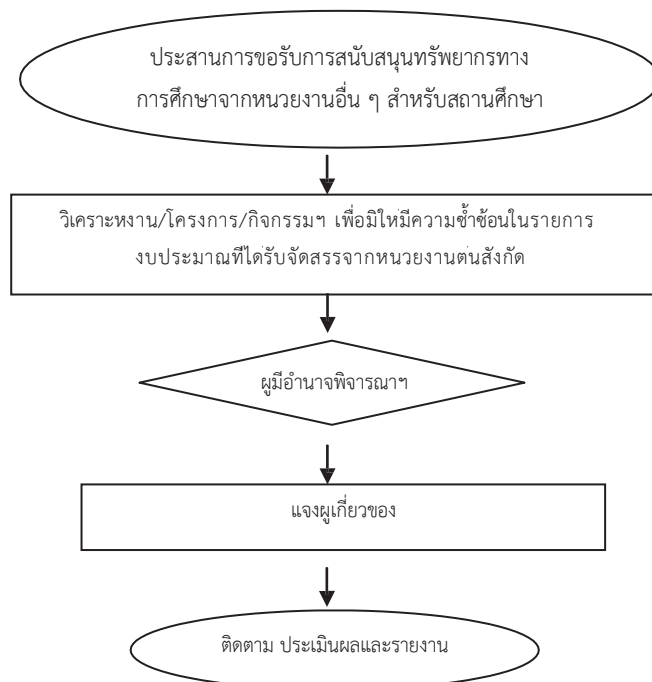 ประสานการขอรับการสนับสนุนทรัพยากรทาง
การศึกษาจากหนวยงานอื่น ๆ สำหรับสถานศึกษา
วิเคราะหงาน/โครงการ/กิจกรรมฯ เพื่อมิใหมีความซ้ำซ้อนในรายการ
งบประมาณที่ไดรับจัดสรรจากหนวยงานตนสังกัด
ผูมีอำนาจพิจารณาฯ
แจงผูเกี่ยวของ
ติดตาม ประเมินผลและรายงาน